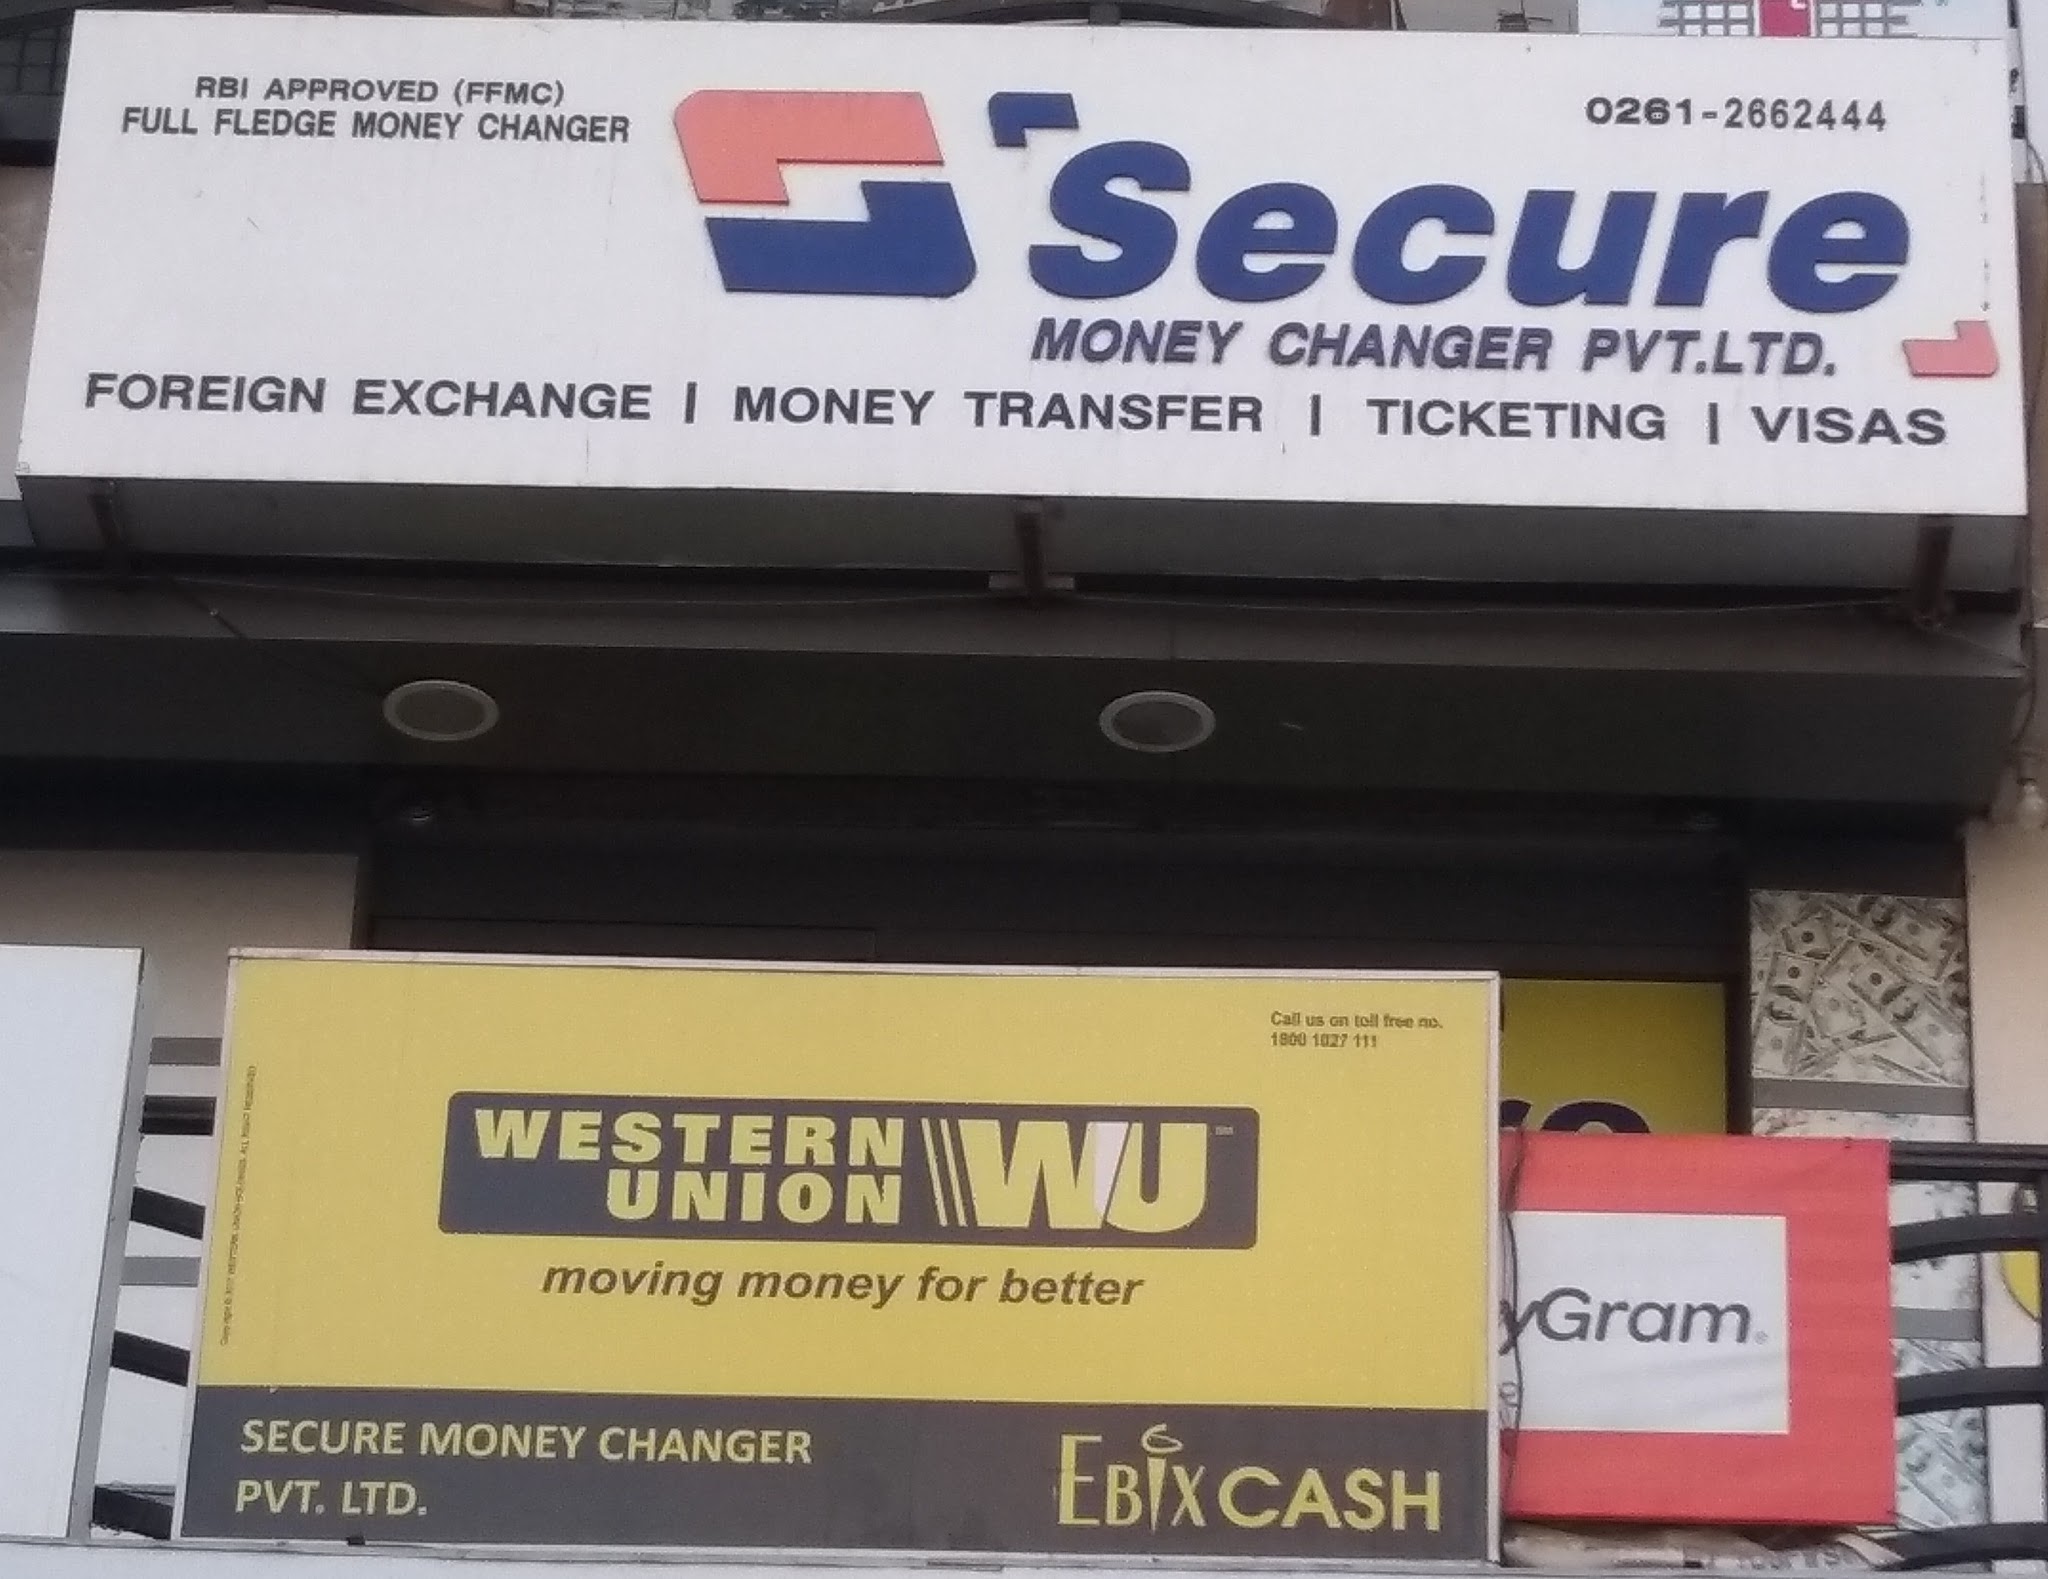 RBI APPROVED (FFMC)
FULL FLEDGE MONEY CHANGER
0261-2662444
Secure
MONEY CHANGER PVT.LTD.
FOREIGN EXCHANGE | MONEY TRANSFER | TICKETING | VISAS
Call us on toll free no.
1800 1027 111
WESTERN
UNION
WU
moving money for better
SECURE MONEY CHANGER
PVT. LTD.
EBIXCASH
yGram